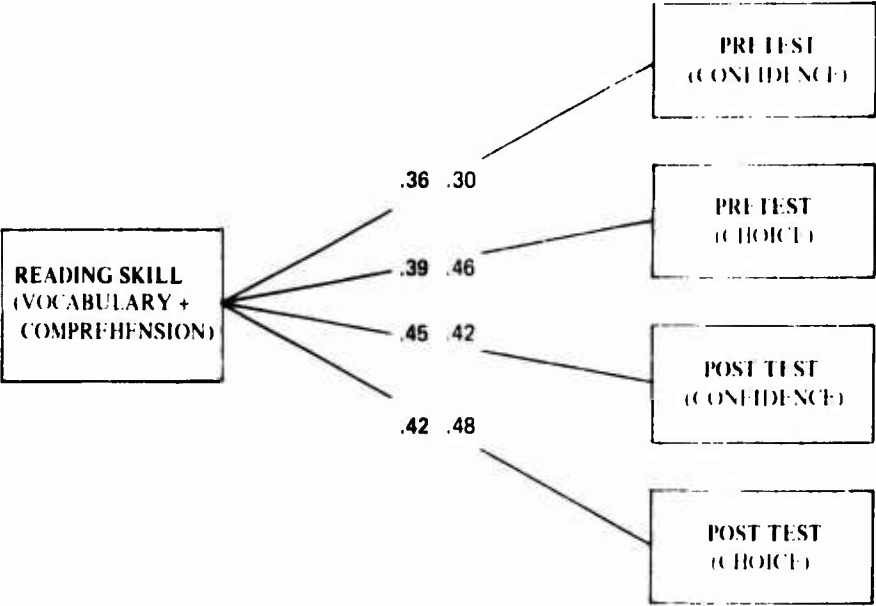 PRETEST
(CONFIDENCE)
.36 .30
PRETEST
(CHOICE)
.39 .46
READING SKILL
(VOCABULARY +
COMPREHENSION)
.45 .42
POST TEST
(CONFIDENCE)
.42 .48
POST TEST
(CHOICE)